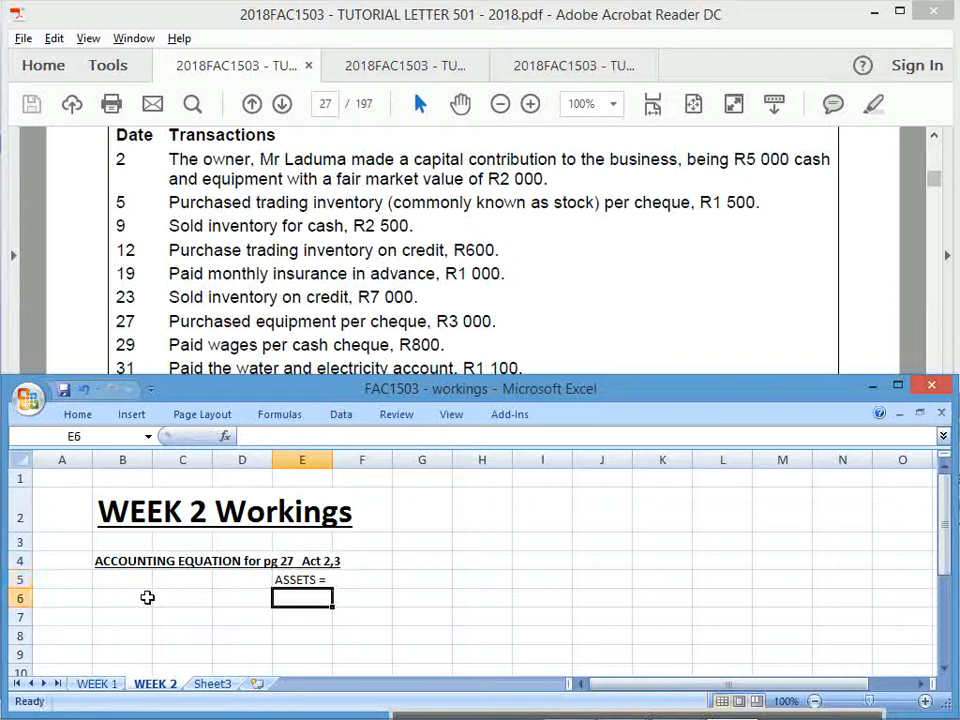 2018FAC1503 - TUTORIAL LETTER 501 - 2018.pdf - Adobe Acrobat Reader DC
File Edit View Window Help
Home Tools 2018FAC1503 - TU... × 2018FAC1503 - TU... 2018FAC1503 - TU... Sign In
27 / 197 100%
Date Transactions
2 The owner, Mr Laduma made a capital contribution to the business, being R5 000 cash
and equipment with a fair market value of R2 000.
5 Purchased trading inventory (commonly known as stock) per cheque, R1 500.
9 Sold inventory for cash, R2 500.
12 Purchase trading inventory on credit, R600.
19 Paid monthly insurance in advance, R1 000.
23 Sold inventory on credit, R7 000.
27 Purchased equipment per cheque, R3 000.
29 Paid wages per cash cheque, R800.
31 Paid the water and electricity account, R1 100.
FAC1503 - workings - Microsoft Excel
Home Insert Page Layout Formulas Data Review View Add-Ins
E6 fx
A B C D E F G H I J K L M N O
1
2 WEEK 2 Workings
3
4 ACCOUNTING EQUATION for pg 27 Act 2,3
5 ASSETS =
6
7
8
9
10
WEEK 1 WEEK 2 Sheet3
Ready 100%